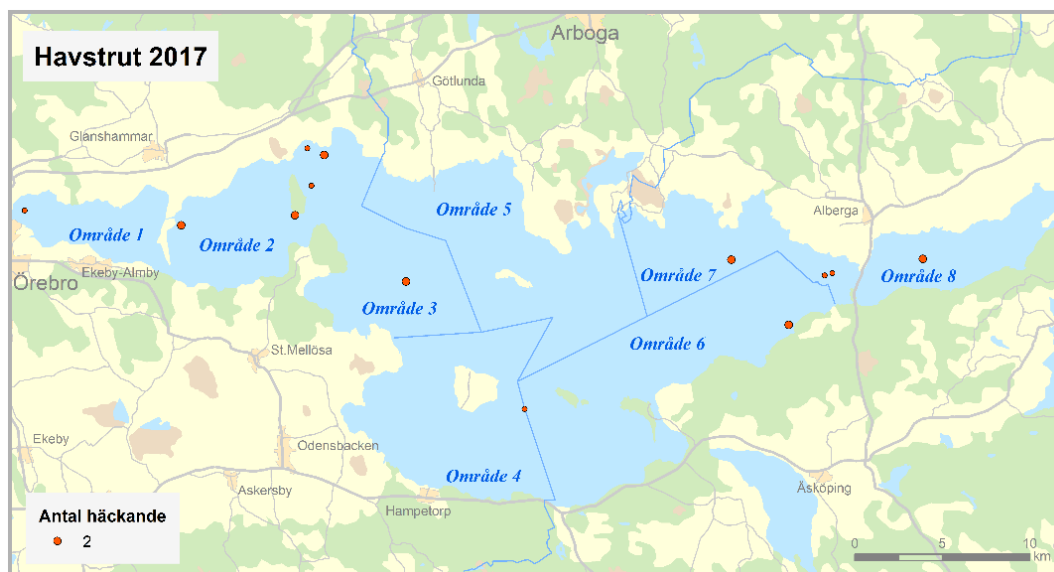 Havstrut 2017
Arboga
Götlunda
Glanshammar
Område 5
Alberga
Område 1
Område 2
Ekeby-Almby
Örebro
Område 7
Område 8
Område 3
Område 6
St.Mellösa
Ekeby
Odensbacken
Område 4
Askersby
Hampetorp
Äsköping
Antal häckande
2
0 5 10
km